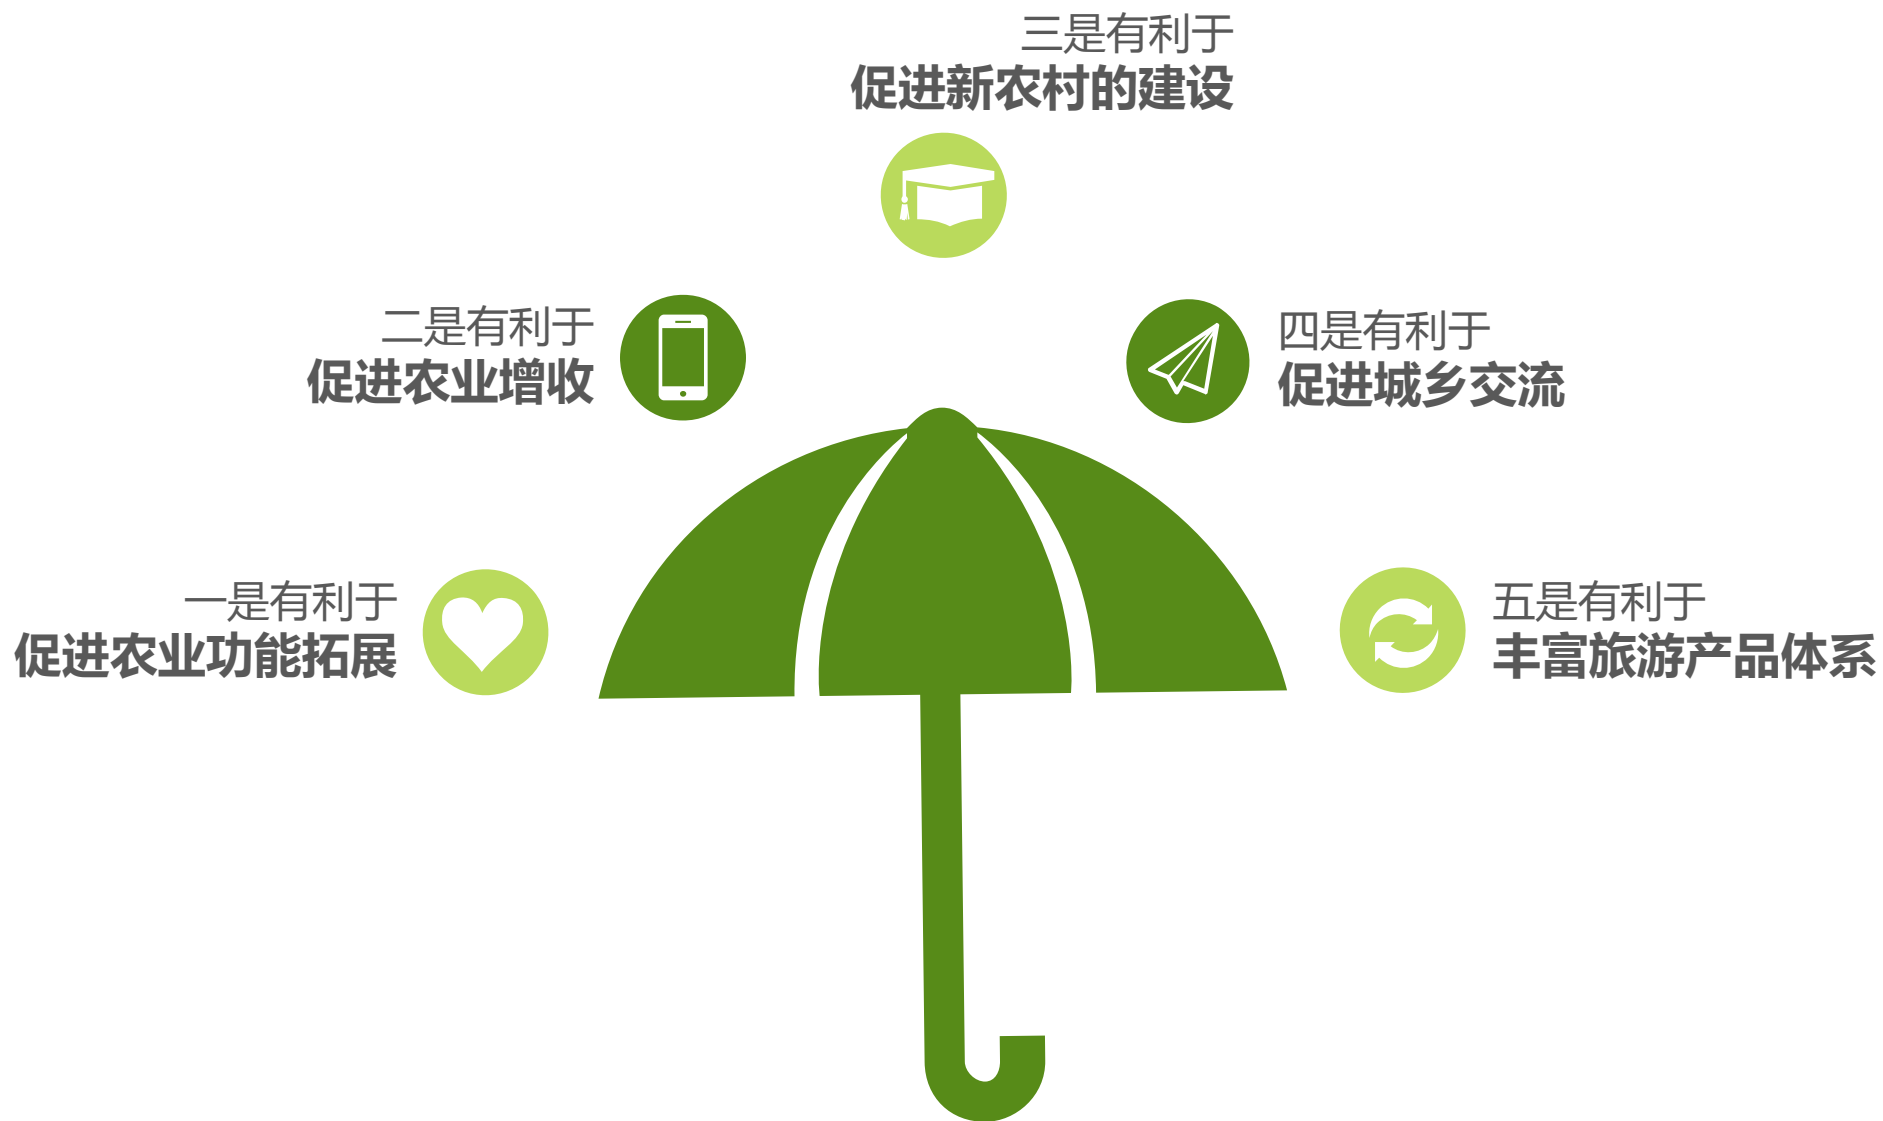 三是有利于
促进新农村的建设
二是有利于
促进农业增收
四是有利于
促进城乡交流
一是有利于
促进农业功能拓展
五是有利于
丰富旅游产品体系